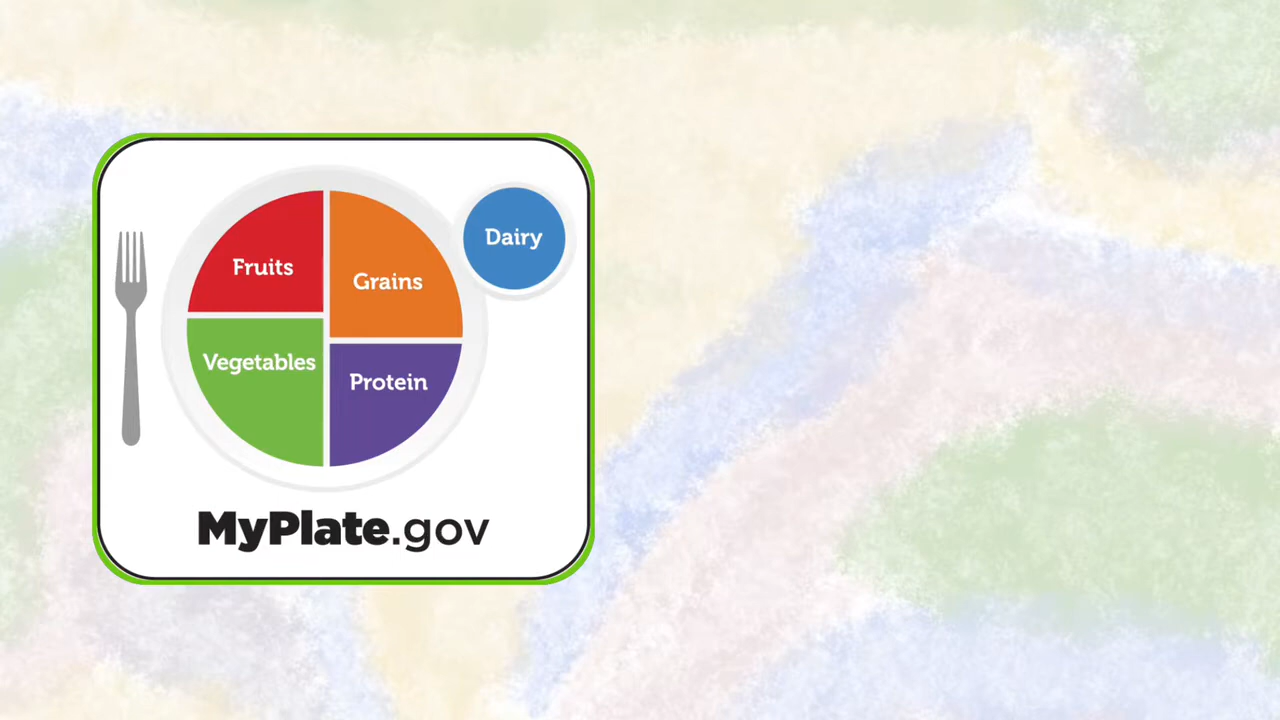 Dairy
Fruits
Grains
Vegetables
Protein
MyPlate.gov